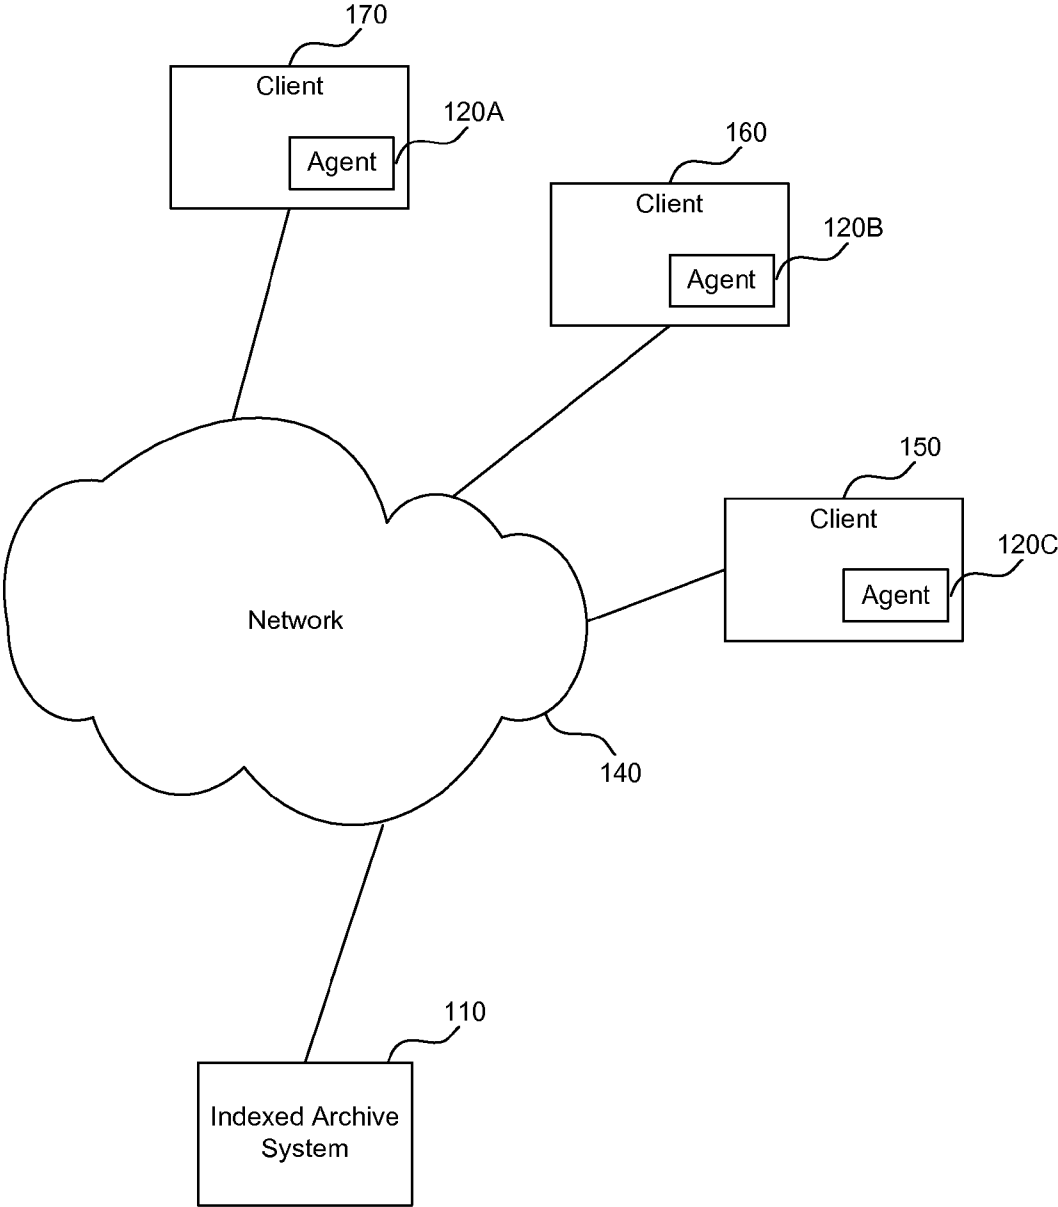 170
Client
120A
Agent
160
Client
120B
Agent
150
Client
120C
Agent
Network
140
110
Indexed Archive
System